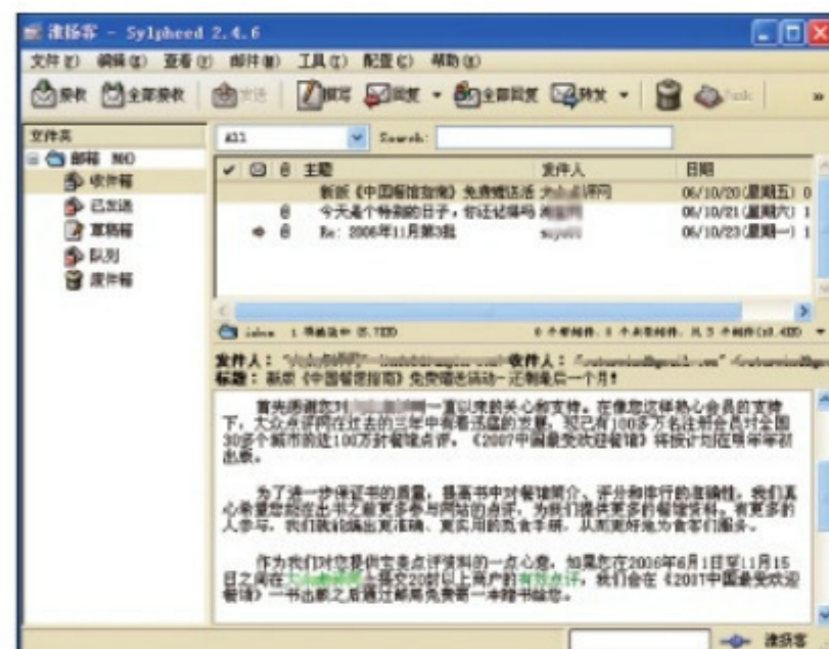 淮扬客 - Sylpheed 2.4.6
文件(F) 编辑(E) 查看(V) 邮件(M) 工具(T) 配置(C) 帮助(H)
接收 全部接收 发送 撰写 回复 全部回复 转发 Junk »
文件夹
邮箱 MO
收件箱
已发送
草稿箱
队列
废件箱
All Search:
主题 发件人 日期
新版《中国餐馆指南》免费赠送活 06/10/20(星期五) 0
今天是个特别的日子,你还记得吗 06/10/21(星期六) 1
Re: 2006年11月第3批 06/10/23(星期一) 1
inbox 1
发件人: 收件人:
标题: 新版《中国餐馆指南》免费赠送活动-还剩最后一个月!
首先感谢您对 一直以来的关心和支持。在像您这样热心会员的支持
下,大众点评网在过去的三年中有着迅猛的发展,现已有100多万名注册会员对全国
30多个城市的近100万封餐馆点评。《2007中国最受欢迎餐馆》将按计划在明年年初
出版。
为了进一步保证书的质量,提高书中对餐馆简介、评分和排行的准确性,我们真
心希望您能在出书之前更多参与网站的点评,为我们提供更多的餐馆资料。有更多的
人参与,我们就能编出更准确、更实用的觅食手册,从而更好地为食客们服务。
作为我们对您提供宝贵点评资料的一点心意,如果您在2006年6月1日至11月15
日之间在 上提交20封以上商户的有效点评,我们会在《2007中国最受欢迎
餐馆》一书出版之后通过邮局免费寄一本赠书给您。
淮扬客